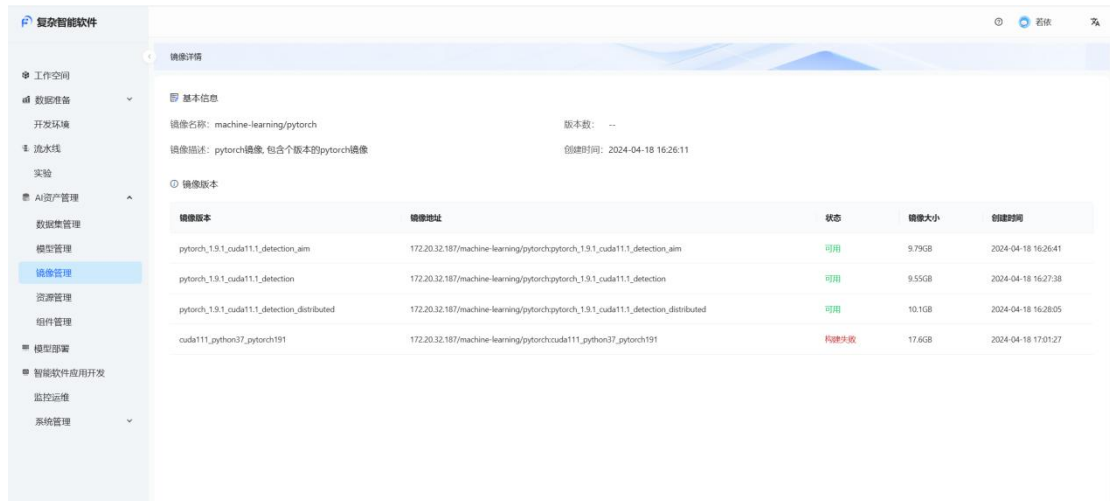 复杂智能软件
若依
镜像详情
工作空间
数据准备
开发环境
流水线
实验
AI资产管理
数据集管理
模型管理
镜像管理
资源管理
组件管理
模型部署
智能软件应用开发
监控运维
系统管理
基本信息
镜像名称: machine-learning/pytorch 版本数: --
镜像描述: pytorch镜像, 包含个版本的pytorch镜像 创建时间: 2024-04-18 16:26:11
镜像版本
镜像版本 镜像地址 状态 镜像大小 创建时间
pytorch_1.9.1_cuda11.1_detection_aim 172.20.32.187/machine-learning/pytorch:pytorch_1.9.1_cuda11.1_detection_aim 可用 9.79GB 2024-04-18 16:26:41
pytorch_1.9.1_cuda11.1_detection 172.20.32.187/machine-learning/pytorch:pytorch_1.9.1_cuda11.1_detection 可用 9.55GB 2024-04-18 16:27:38
pytorch_1.9.1_cuda11.1_detection_distributed 172.20.32.187/machine-learning/pytorch:pytorch_1.9.1_cuda11.1_detection_distributed 可用 10.1GB 2024-04-18 16:28:05
cuda111_python37_pytorch191 172.20.32.187/machine-learning/pytorch:cuda111_python37_pytorch191 构建失败 17.6GB 2024-04-18 17:01:27